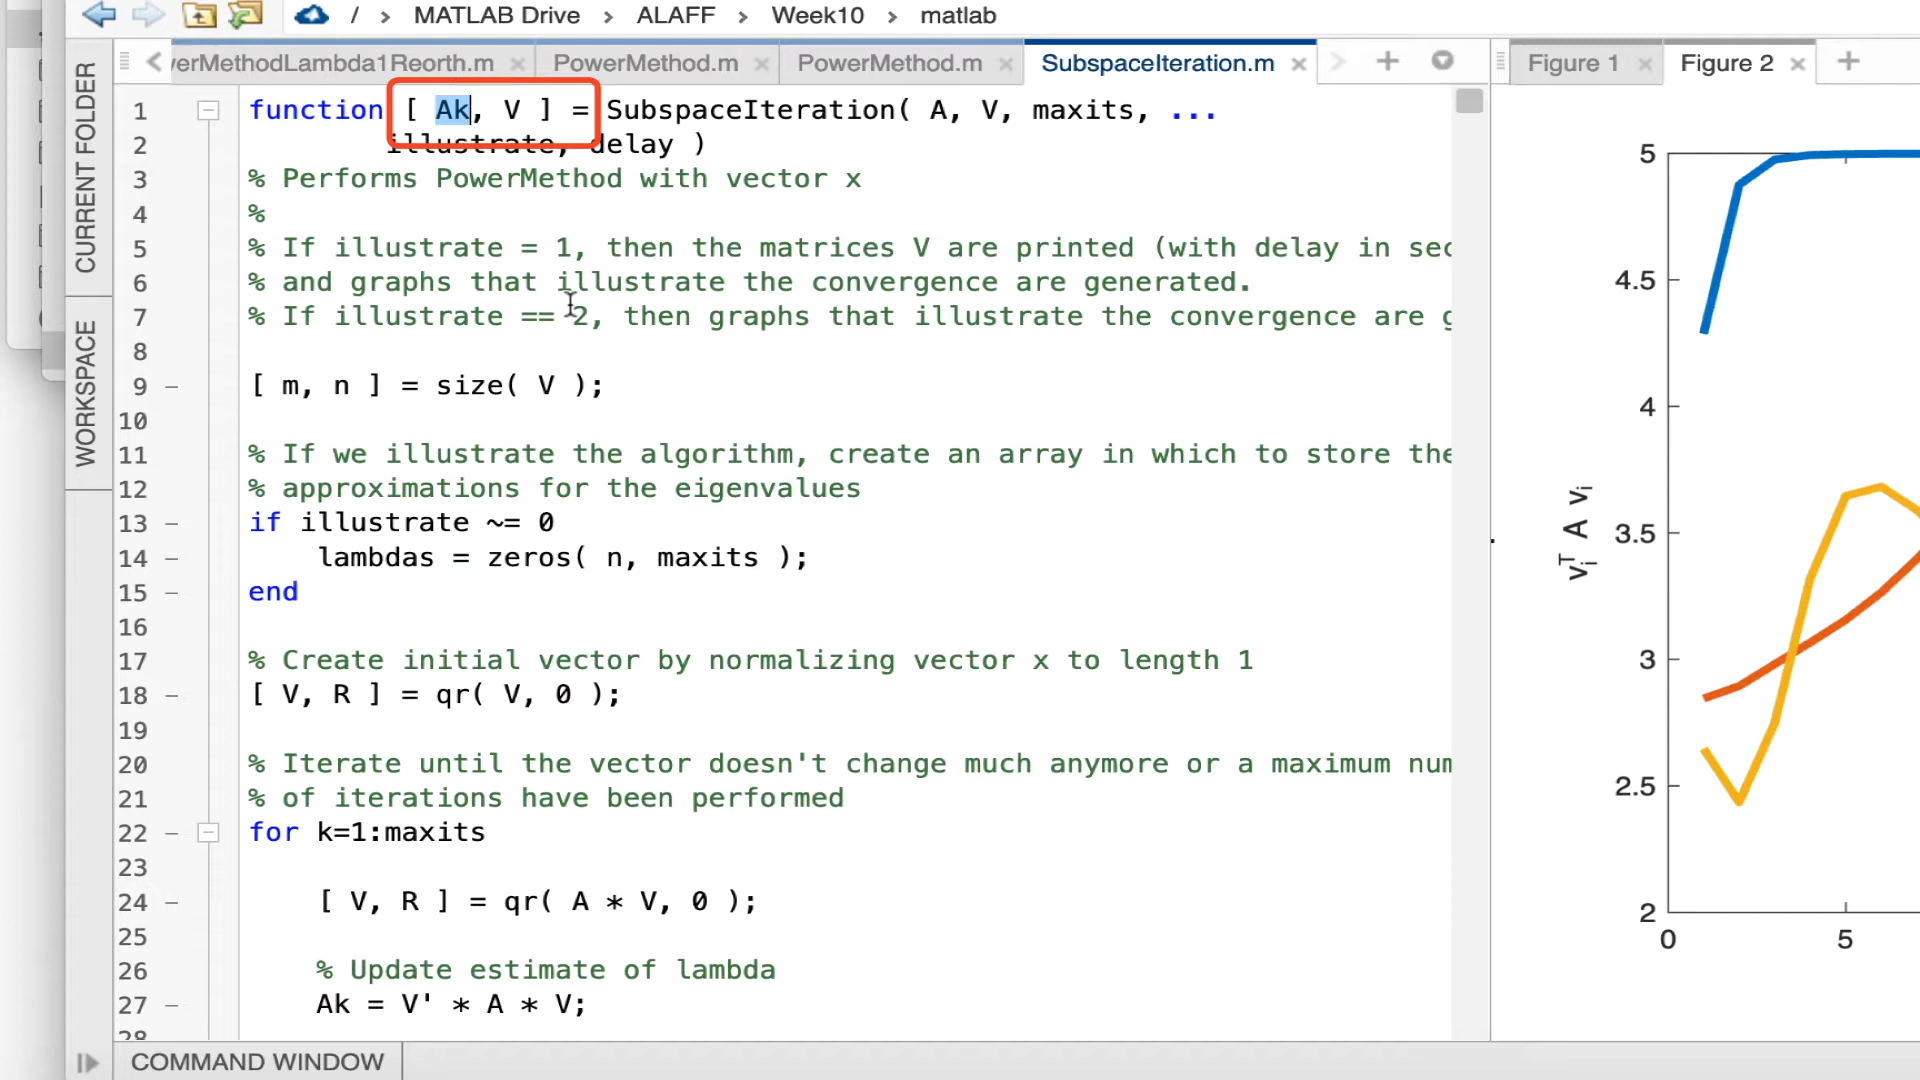 / > MATLAB Drive > ALAFF > Week10 > matlab
verMethodLambda1Reorth.m × PowerMethod.m × PowerMethod.m × SubspaceIteration.m × > + Figure 1 × Figure 2 × +
CURRENT FOLDER
WORKSPACE
1 function [ Ak, V ] = SubspaceIteration( A, V, maxits, ...
2 illustrate, delay )
3 % Performs PowerMethod with vector x
4 %
5 % If illustrate = 1, then the matrices V are printed (with delay in sec
6 % and graphs that illustrate the convergence are generated.
7 % If illustrate == 2, then graphs that illustrate the convergence are g
8
9 – [ m, n ] = size( V );
10
11 % If we illustrate the algorithm, create an array in which to store the
12 % approximations for the eigenvalues
13 – if illustrate ~= 0
14 – lambdas = zeros( n, maxits );
15 – end
16
17 % Create initial vector by normalizing vector x to length 1
18 – [ V, R ] = qr( V, 0 );
19
20 % Iterate until the vector doesn't change much anymore or a maximum num
21 % of iterations have been performed
22 – for k=1:maxits
23
24 – [ V, R ] = qr( A * V, 0 );
25
26 % Update estimate of lambda
27 – Ak = V' * A * V;
28
COMMAND WINDOW
5
4.5
4
3.5
3
2.5
2
0 5
viT A vi